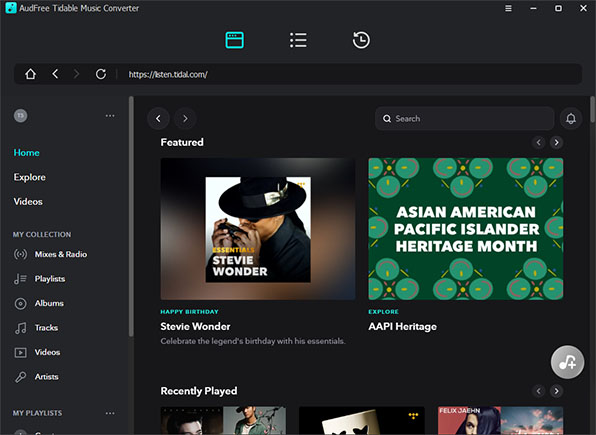 AudFree Tidable Music Converter
https://listen.tidal.com/
TS
Search
Home
Explore
Videos
MY COLLECTION
Mixes & Radio
Playlists
Albums
Tracks
Videos
Artists
MY PLAYLISTS
Featured
ESSENTIALS
STEVIE
WONDER
HAPPY BIRTHDAY
Stevie Wonder
Celebrate the legend's birthday with his essentials.
ASIAN AMERICAN
PACIFIC ISLANDER
HERITAGE MONTH
EXPLORE
AAPI Heritage
Recently Played
FELIX JAEHN